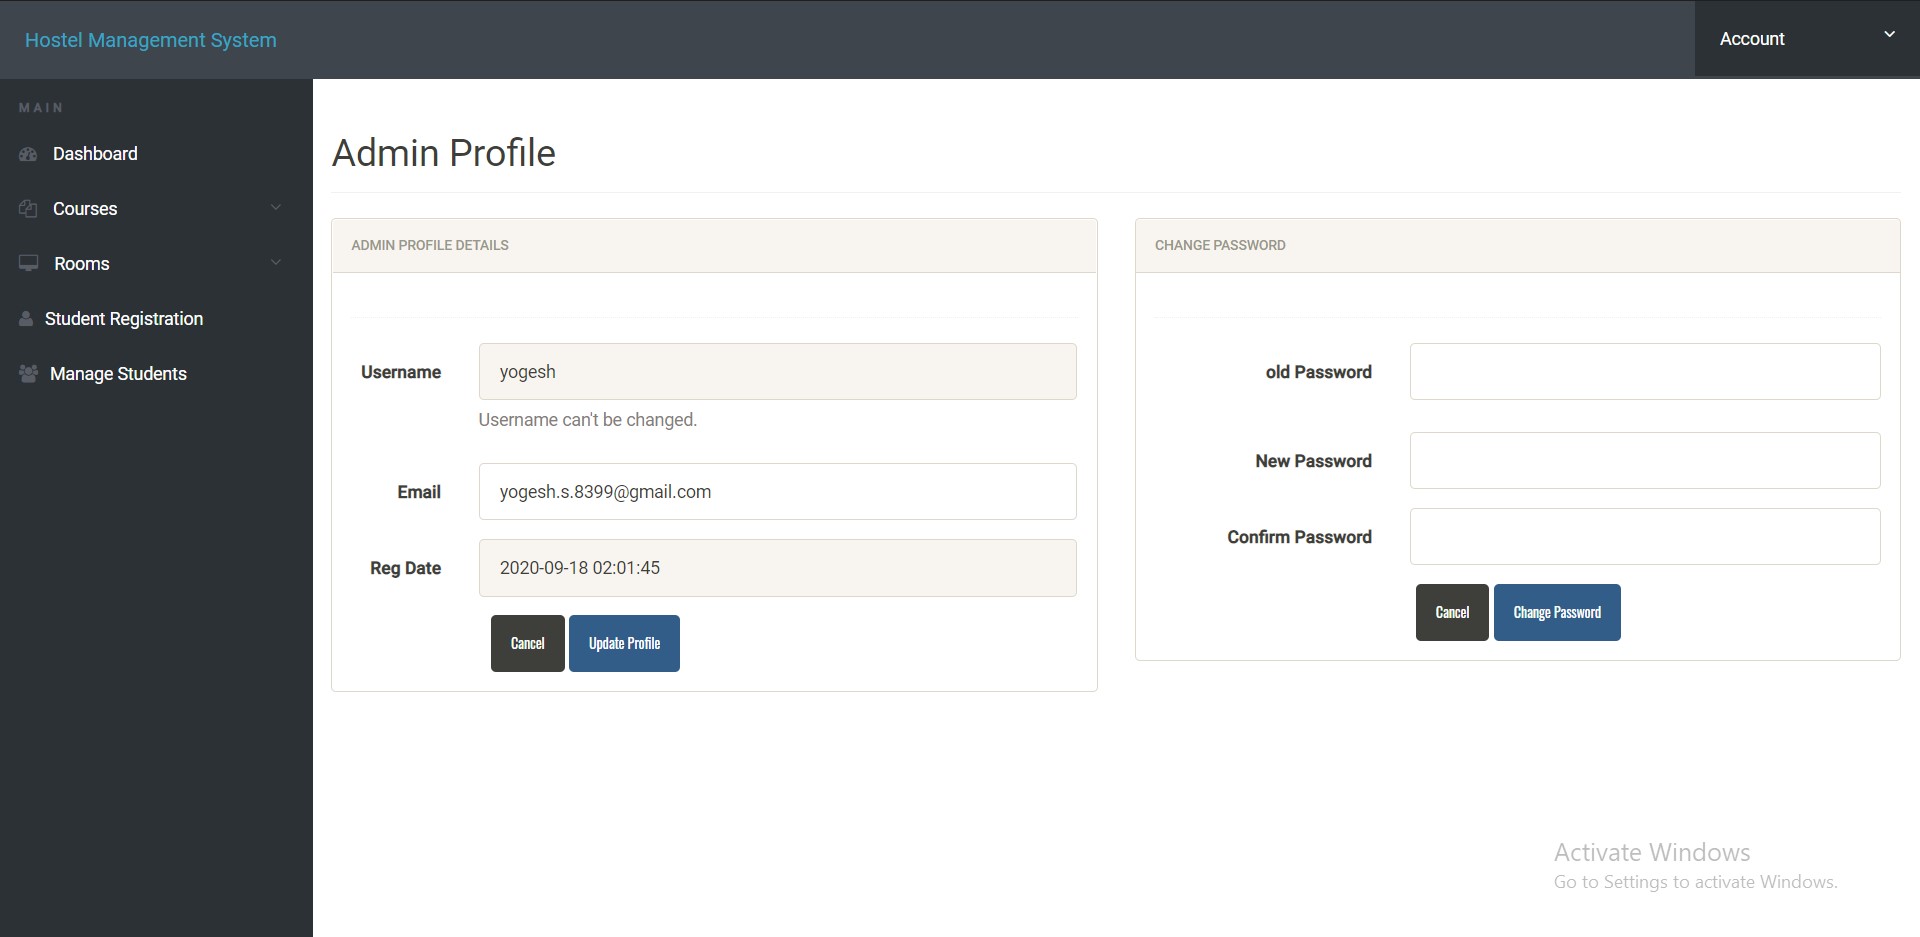 Hostel Management System
Account
MAIN
Dashboard
Courses
Rooms
Student Registration
Manage Students
Admin Profile
ADMIN PROFILE DETAILS
Username
yogesh
Username can't be changed.
Email
yogesh.s.8399@gmail.com
Reg Date
2020-09-18 02:01:45
Cancel
Update Profile
CHANGE PASSWORD
old Password
New Password
Confirm Password
Cancel
Change Password
Activate Windows
Go to Settings to activate Windows.